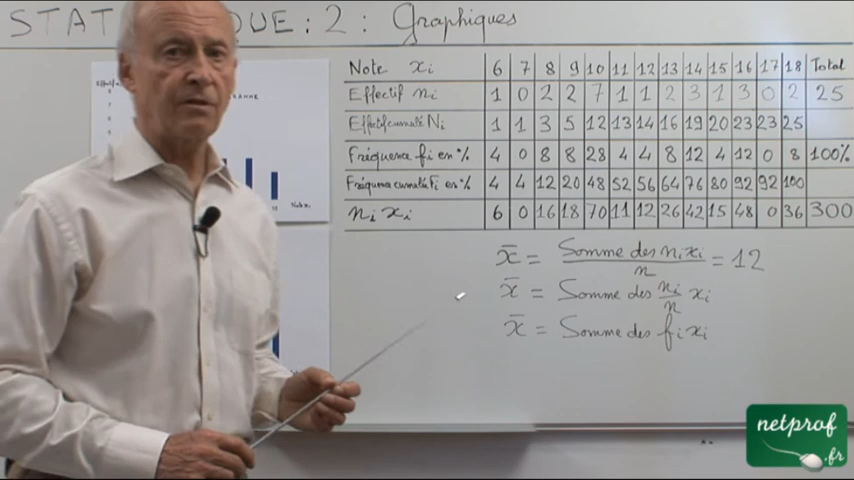 STAT QUE : 2 : Graphiques
Note xi 6 7 8 9 10 11 12 13 14 15 16 17 18 Total
Effectif ni 1 0 2 2 7 1 1 2 3 1 3 0 2 25
Effectif cumulé Ni 1 1 3 5 12 13 14 16 19 20 23 23 25
Fréquence fi en % 4 0 8 8 28 4 4 8 12 4 12 0 8 100%
Fréquence cumulée Fi en % 4 4 12 20 48 52 56 64 76 80 92 92 100
ni xi 6 0 16 18 70 11 12 26 42 15 48 0 36 300
x̄ = Somme des ni xi / n = 12
x̄ = Somme des ni/n xi
x̄ = Somme des fi xi
netprof
.fr